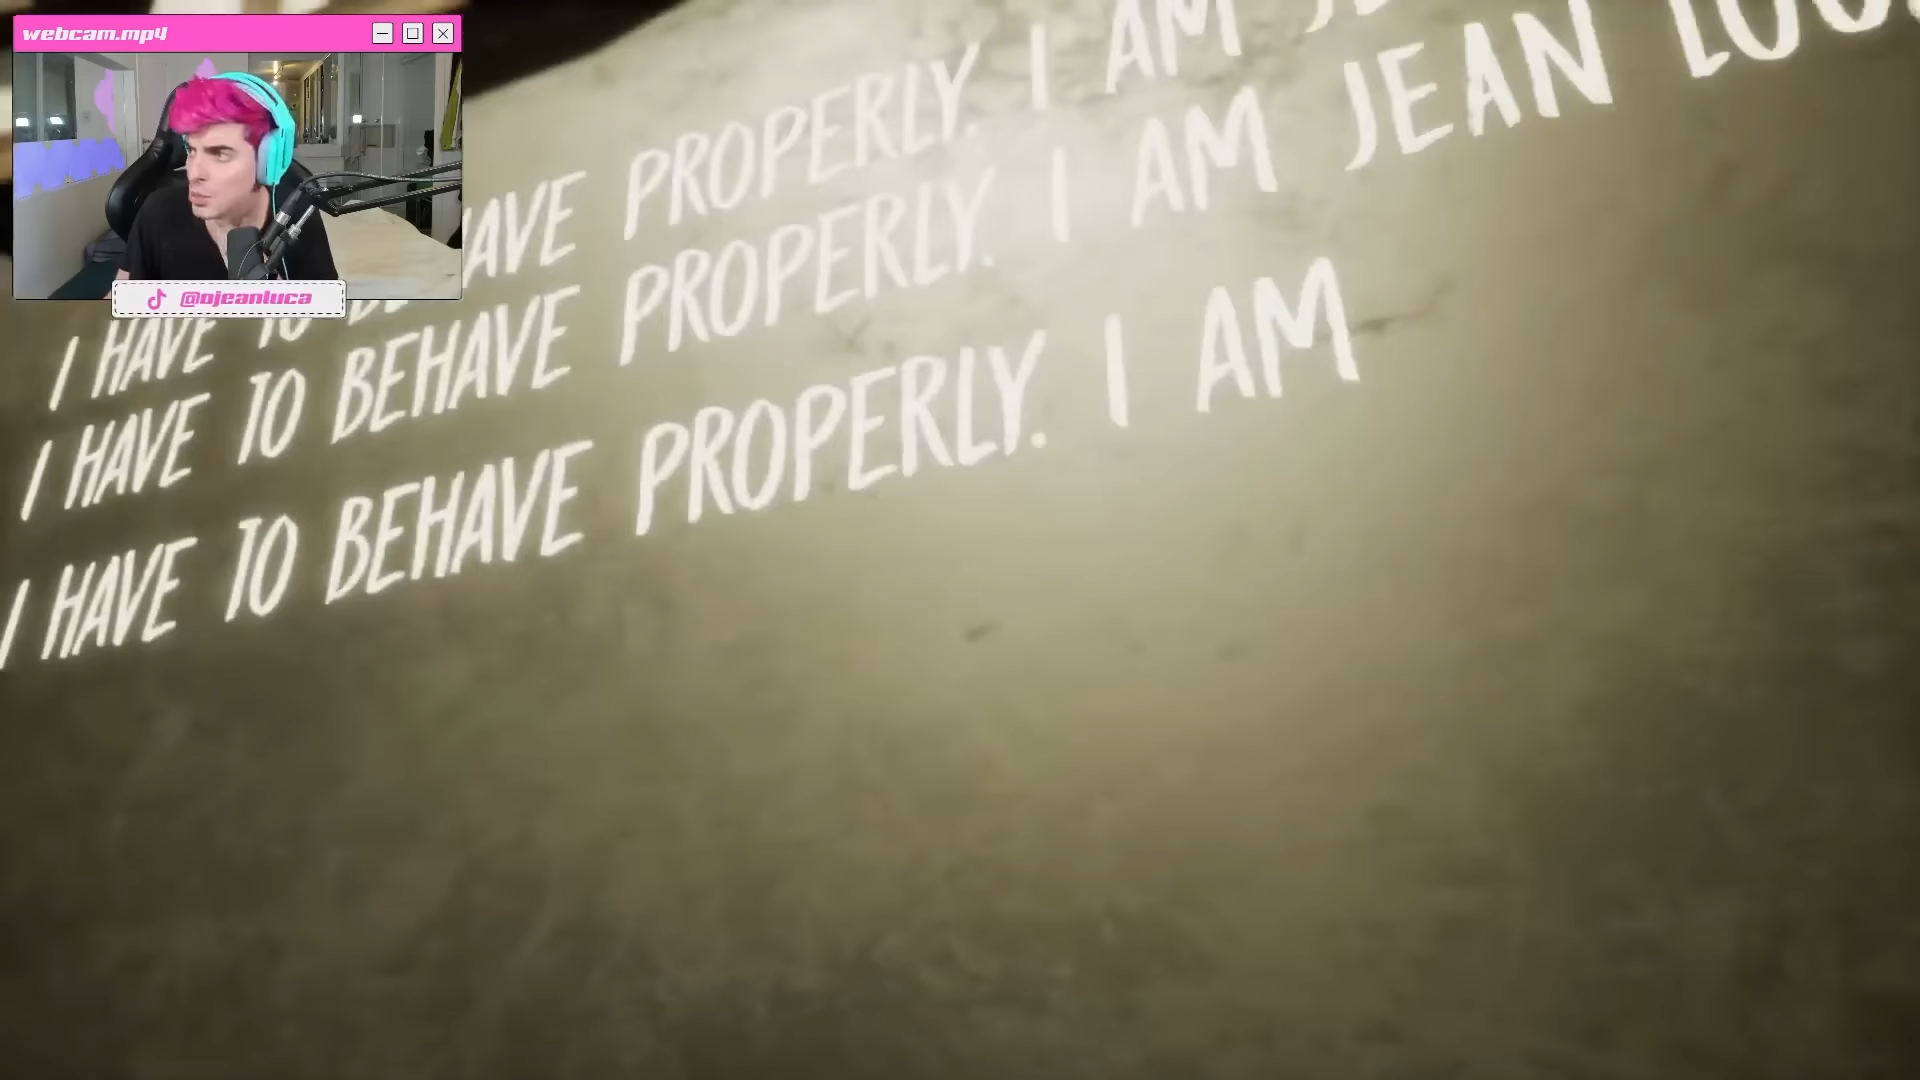 webcam.mp4
@ojeanluca
I HAVE TO BEHAVE PROPERLY. I AM
I HAVE TO BEHAVE PROPERLY. I AM JEAN
I HAVE TO BEHAVE PROPERLY. I AM